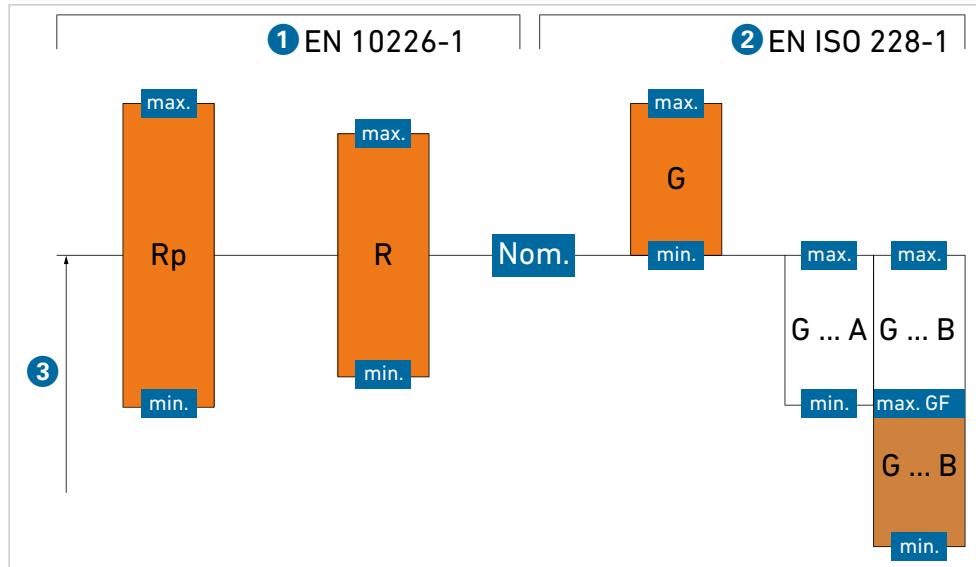 1 EN 10226-1
2 EN ISO 228-1
max.
max.
max.
Rp
R
Nom.
G
min.
max.
max.
G ... A
G ... B
3
min.
min.
min.
max. GF
G ... B
min.